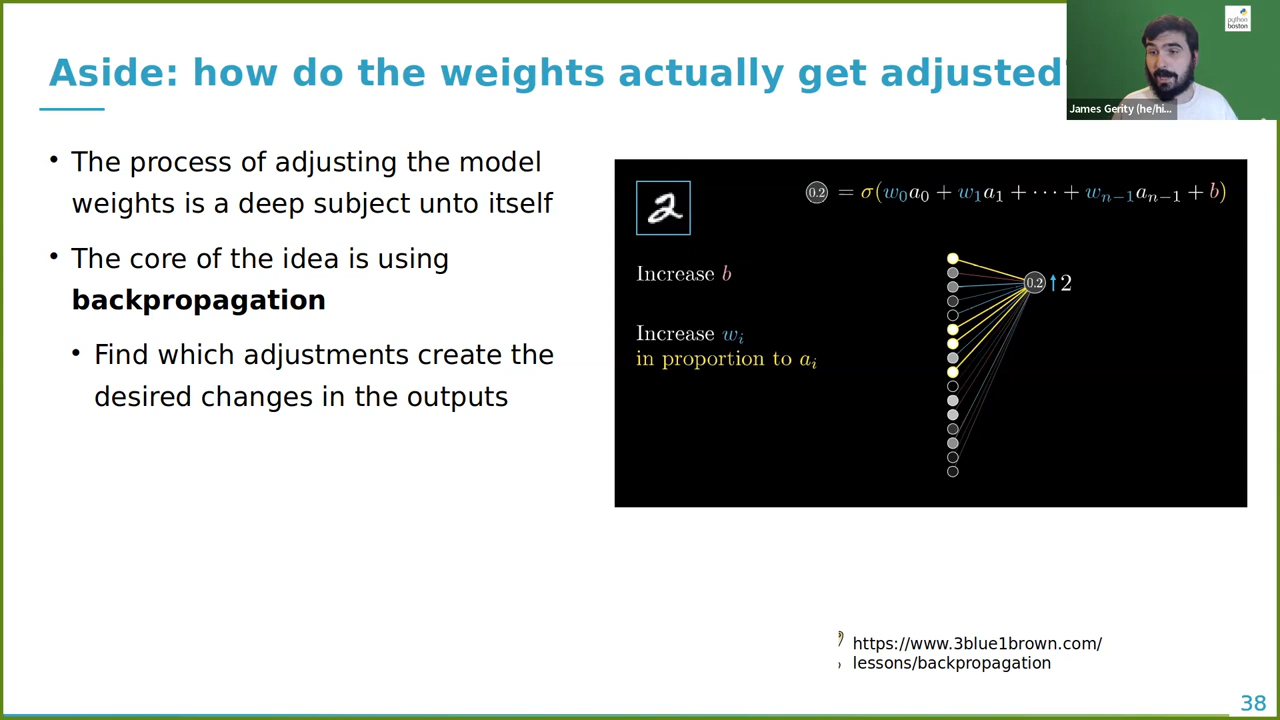 Aside: how do the weights actually get adjusted?
python
boston
James Gerity (he/hi...
• The process of adjusting the model
weights is a deep subject unto itself
• The core of the idea is using
backpropagation
• Find which adjustments create the
desired changes in the outputs
2
0.2 = σ(w₀a₀ + w₁a₁ + ⋯ + wₙ₋₁aₙ₋₁ + b)
Increase b
0.2 ↑ 2
Increase wᵢ
in proportion to aᵢ
https://www.3blue1brown.com/
lessons/backpropagation
38